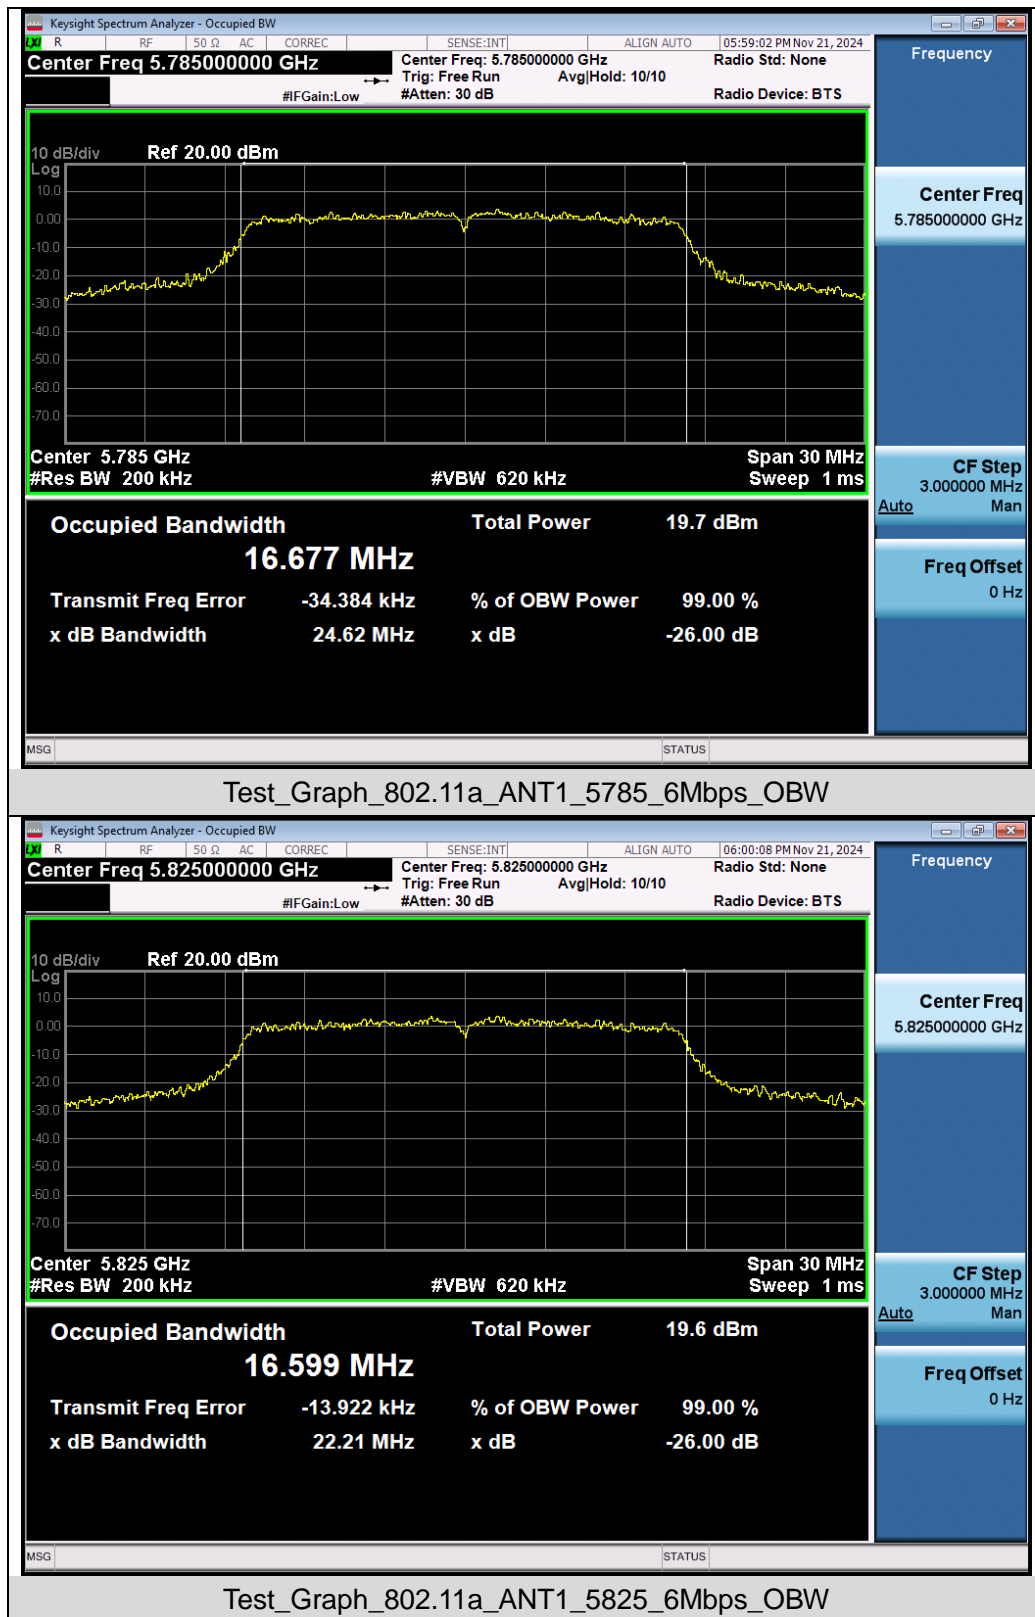 Keysight Spectrum Analyzer - Occupied BW
LXI R RF 50 Ω AC CORREC SENSE:INT ALIGN AUTO 05:59:02 PM Nov 21, 2024
Center Freq 5.785000000 GHz Center Freq: 5.785000000 GHz Radio Std: None
Trig: Free Run Avg|Hold: 10/10
#IFGain:Low #Atten: 30 dB Radio Device: BTS
Frequency
10 dB/div Ref 20.00 dBm
Log
10.0
0.00
-10.0
-20.0
-30.0
-40.0
-50.0
-60.0
-70.0
Center 5.785 GHz Span 30 MHz
#Res BW 200 kHz #VBW 620 kHz Sweep 1 ms
Center Freq
5.785000000 GHz
CF Step
3.000000 MHz
Auto Man
Freq Offset
0 Hz
Occupied Bandwidth Total Power 19.7 dBm
16.677 MHz
Transmit Freq Error -34.384 kHz % of OBW Power 99.00 %
x dB Bandwidth 24.62 MHz x dB -26.00 dB
MSG STATUS
Test_Graph_802.11a_ANT1_5785_6Mbps_OBW
Keysight Spectrum Analyzer - Occupied BW
LXI R RF 50 Ω AC CORREC SENSE:INT ALIGN AUTO 06:00:08 PM Nov 21, 2024
Center Freq 5.825000000 GHz Center Freq: 5.825000000 GHz Radio Std: None
Trig: Free Run Avg|Hold: 10/10
#IFGain:Low #Atten: 30 dB Radio Device: BTS
Frequency
10 dB/div Ref 20.00 dBm
Log
10.0
0.00
-10.0
-20.0
-30.0
-40.0
-50.0
-60.0
-70.0
Center 5.825 GHz Span 30 MHz
#Res BW 200 kHz #VBW 620 kHz Sweep 1 ms
Center Freq
5.825000000 GHz
CF Step
3.000000 MHz
Auto Man
Freq Offset
0 Hz
Occupied Bandwidth Total Power 19.6 dBm
16.599 MHz
Transmit Freq Error -13.922 kHz % of OBW Power 99.00 %
x dB Bandwidth 22.21 MHz x dB -26.00 dB
MSG STATUS
Test_Graph_802.11a_ANT1_5825_6Mbps_OBW